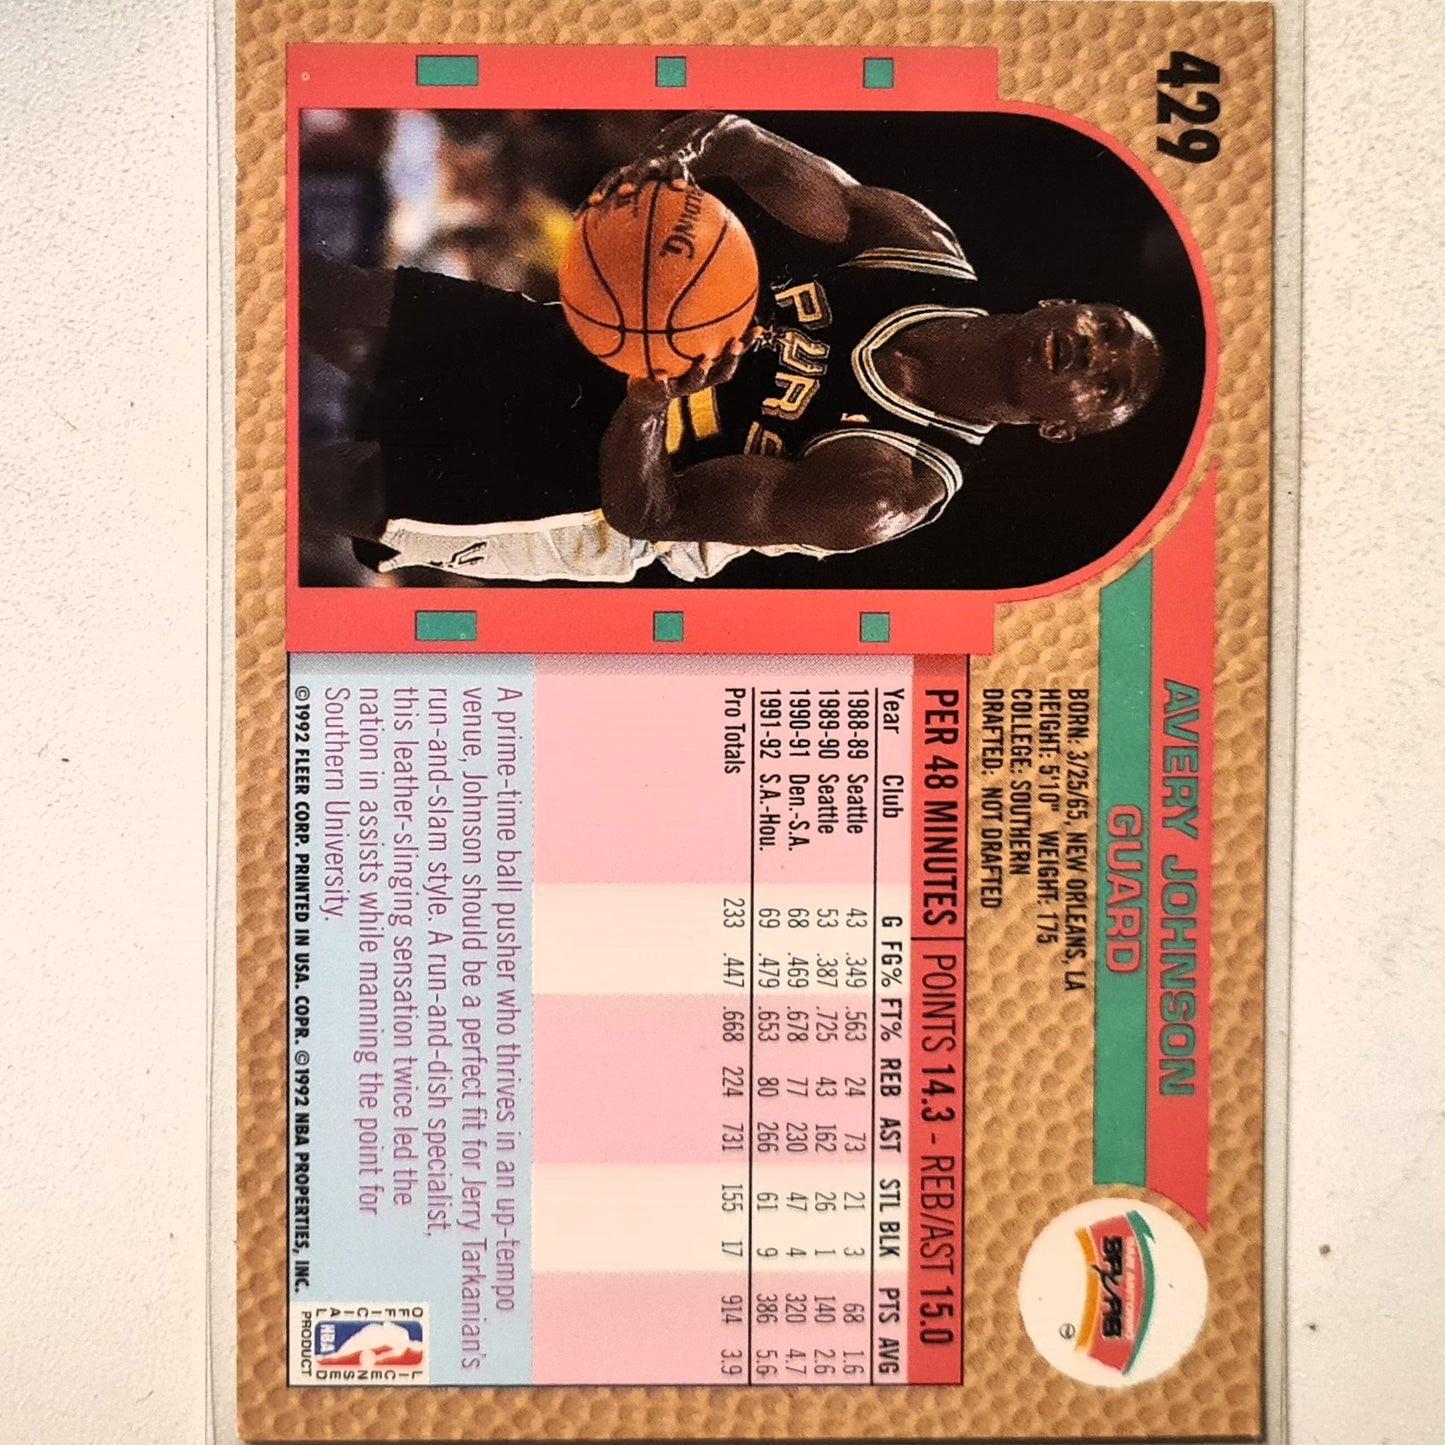 429
AVERY JOHNSON
GUARD
BORN: 3/25/65, NEW ORLEANS, LA
HEIGHT: 5'10" WEIGHT: 175
COLLEGE: SOUTHERN
DRAFTED: NOT DRAFTED
SAN ANTONIO
SPURS
PER 48 MINUTES POINTS 14.3 - REB/AST 15.0
Year Club G FG% FT% REB AST STL BLK PTS AVG
1988-89 Seattle 43 .349 .563 24 73 21 3 68 1.6
1989-90 Seattle 53 .387 .725 43 162 26 1 140 2.6
1990-91 Den.-S.A. 68 .469 .678 77 230 47 4 320 4.7
1991-92 S.A.-Hou. 69 .479 .653 80 266 61 9 386 5.6
Pro Totals 233 .447 .668 224 731 155 17 914 3.9
A prime-time ball pusher who thrives in an up-tempo
venue, Johnson should be a perfect fit for Jerry Tarkanian's
run-and-slam style. A run-and-dish specialist,
this leather-slinging sensation twice led the
nation in assists while manning the point for
Southern University.
©1992 FLEER CORP. PRINTED IN USA. COPR. ©1992 NBA PROPERTIES, INC.
OFFICIAL
NBA
LICENSED
PRODUCT
SPURS